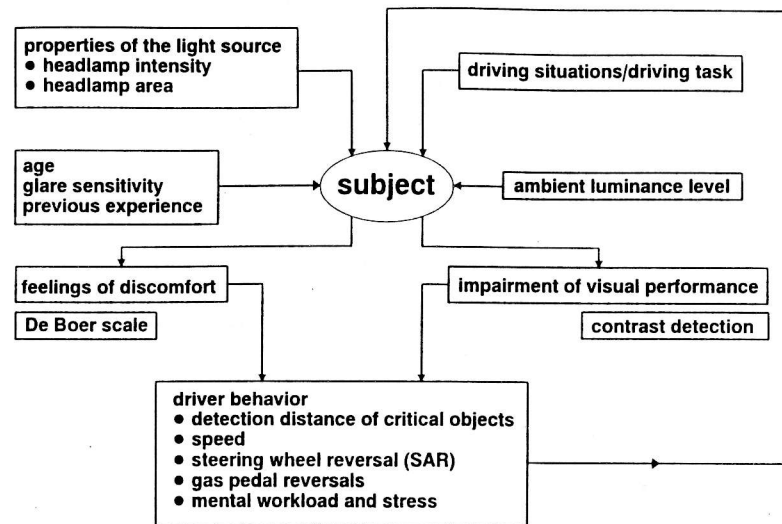 properties of the light source
● headlamp intensity
● headlamp area
driving situations/driving task
age
glare sensitivity
previous experience
subject
ambient luminance level
feelings of discomfort
impairment of visual performance
De Boer scale
contrast detection
driver behavior
● detection distance of critical objects
● speed
● steering wheel reversal (SAR)
● gas pedal reversals
● mental workload and stress